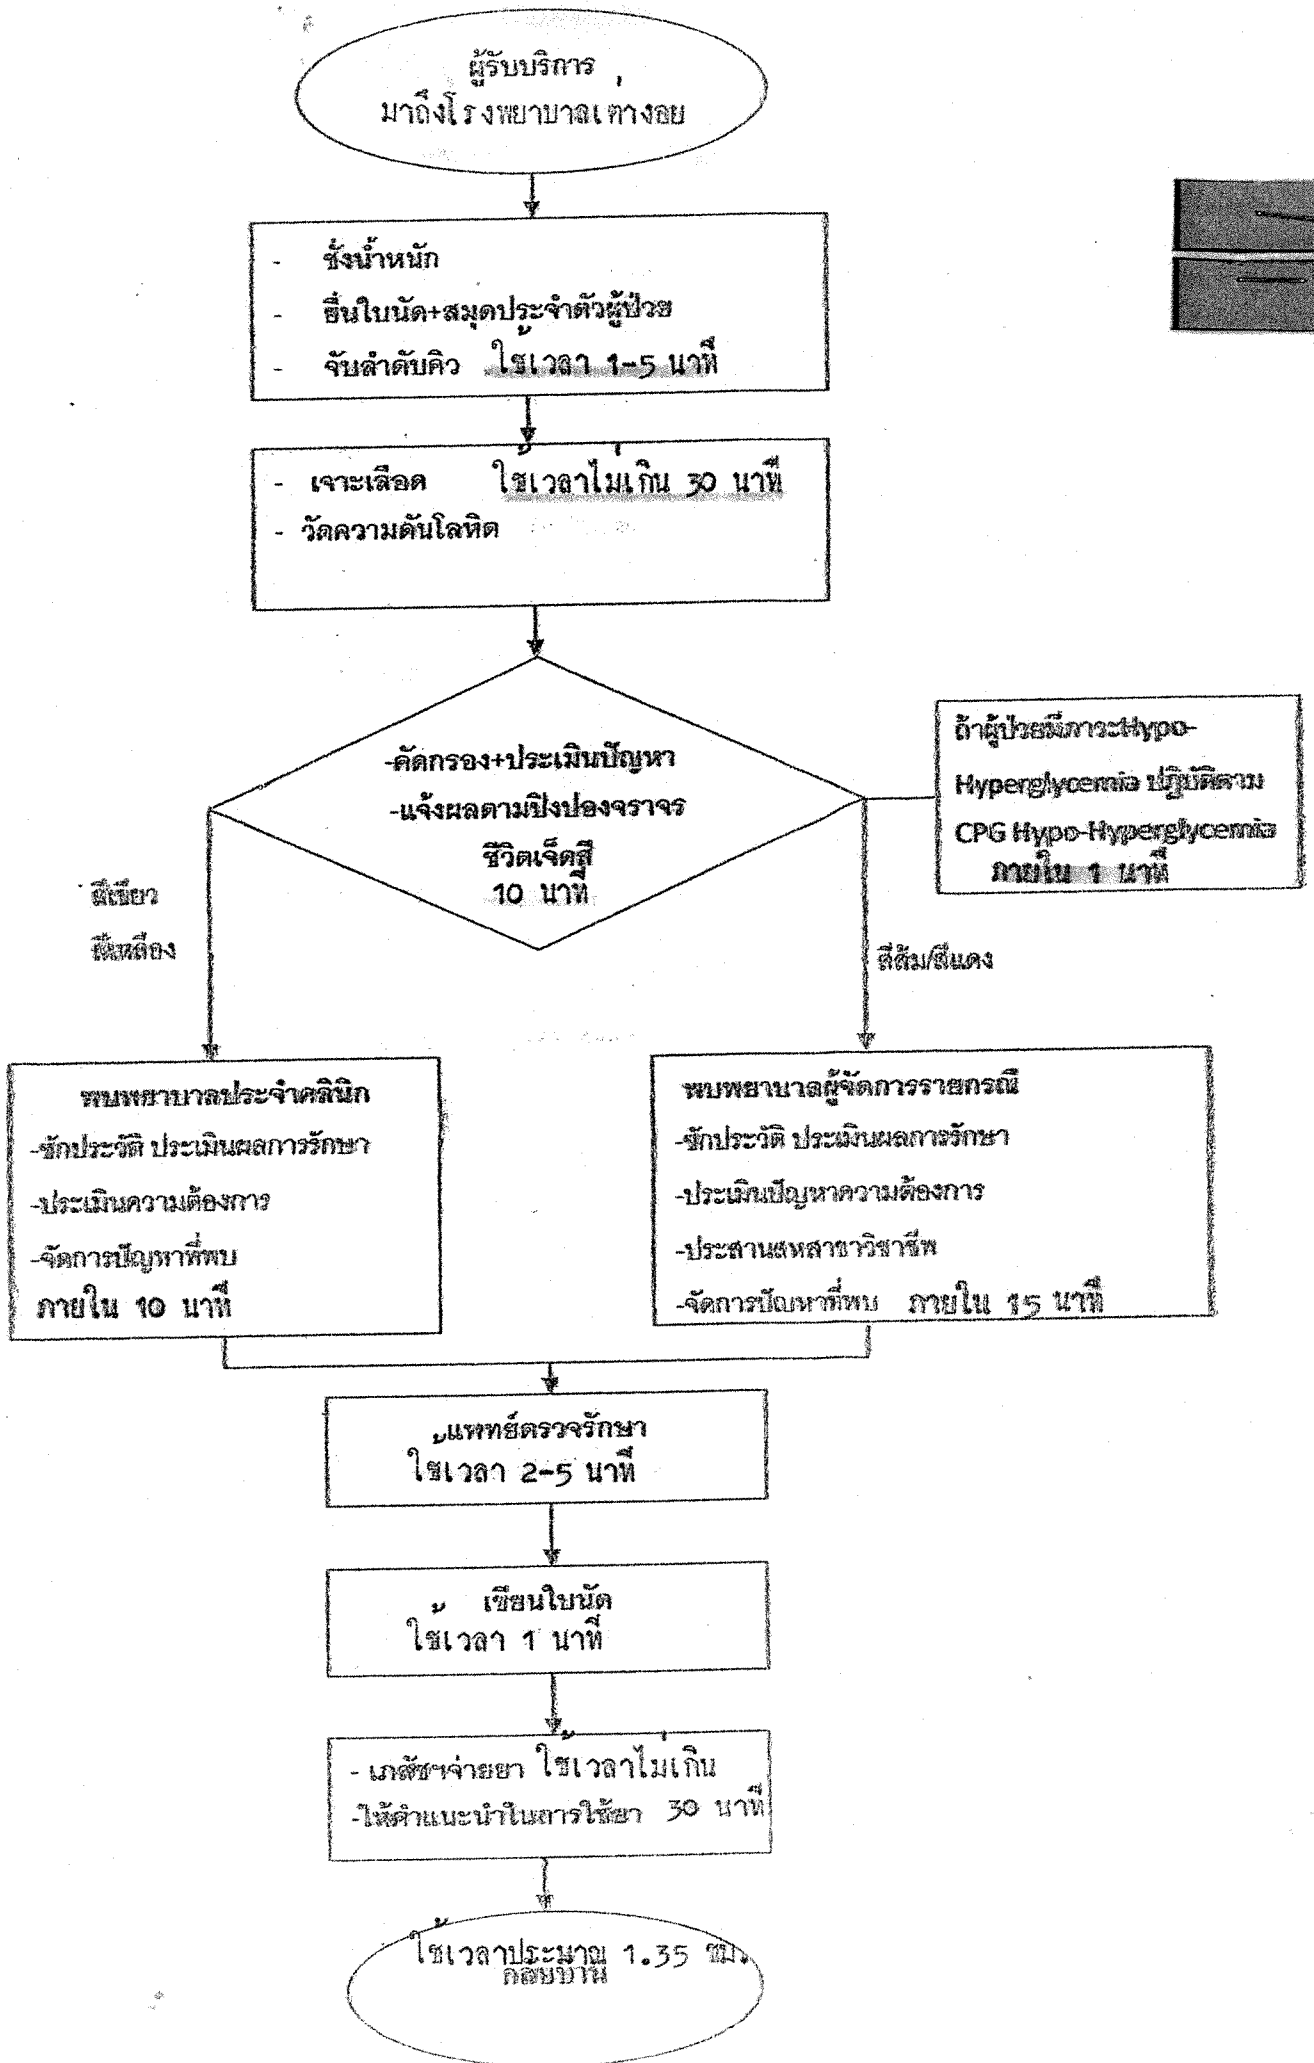 ผู้รับบริการ
มาถึงโรงพยาบาลเต่างอย
- ชั่งน้ำหนัก
- ยื่นใบนัด+สมุดประจำตัวผู้ป่วย
- จับลำดับคิว ใช้เวลา 1-5 นาที
- เจาะเลือด ใช้เวลาไม่เกิน 30 นาที
- วัดความดันโลหิต
-คัดกรอง+ประเมินปัญหา
-แจ้งผลตามปิงปองจราจร
ชีวิตเจ็ดสี
10 นาที
ถ้าผู้ป่วยมีภาวะHypo-
Hyperglycemia ปฏิบัติตาม
CPG Hypo-Hyperglycemia
ภายใน 1 นาที
สีเขียว
สีเหลือง
สีส้ม/สีแดง
พบพยาบาลประจำคลินิก
-ซักประวัติ ประเมินผลการรักษา
-ประเมินความต้องการ
-จัดการปัญหาที่พบ
ภายใน 10 นาที
พบพยาบาลผู้จัดการรายกรณี
-ซักประวัติ ประเมินผลการรักษา
-ประเมินปัญหาความต้องการ
-ประสานสหสาขาวิชาชีพ
-จัดการปัญหาที่พบ ภายใน 15 นาที
แพทย์ตรวจรักษา
ใช้เวลา 2-5 นาที
เขียนใบนัด
ใช้เวลา 1 นาที
- เภสัชฯจ่ายยา ใช้เวลาไม่เกิน
-ให้คำแนะนำในการใช้ยา 30 นาที
ใช้เวลาประมาณ 1.35 ชม.
กลับบ้าน